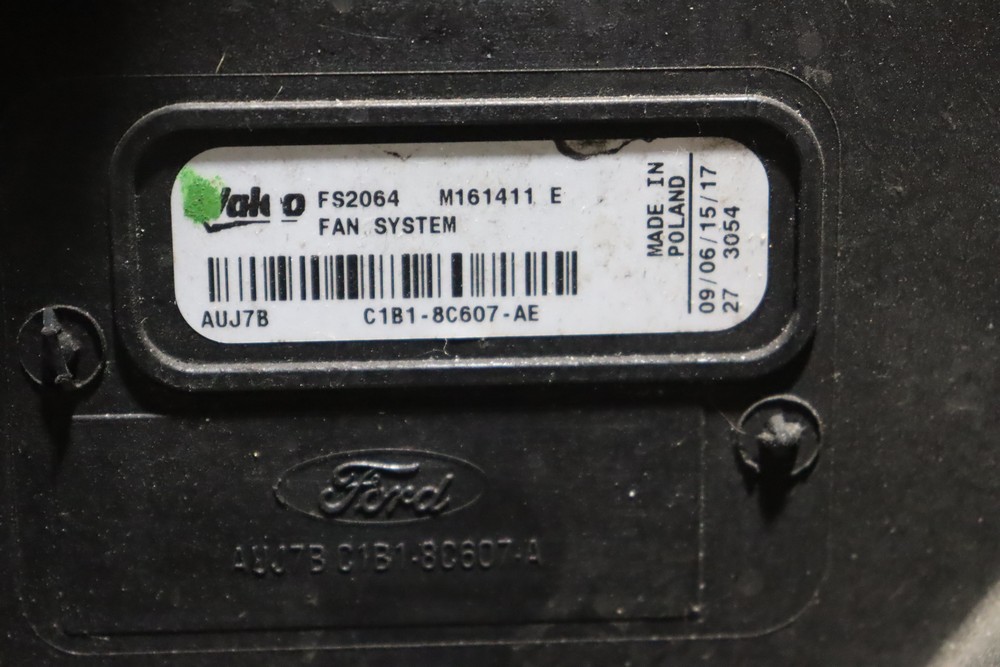 Valeo FS2064 M161411 E
FAN SYSTEM
AUJ7B C1B1-8C607-AE
MADE IN
POLAND
09/06/15/17
27 3054
Ford
AUJ7B C1B1-8C607-A